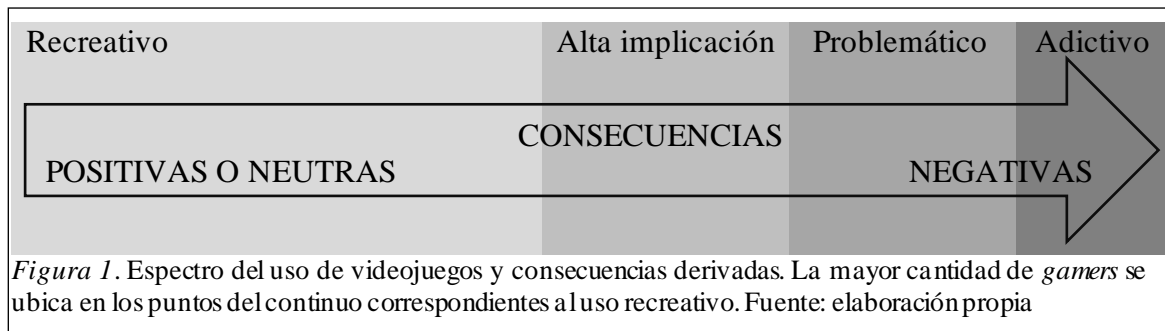 Recreativo Alta implicación Problemático Adictivo
CONSECUENCIAS
POSITIVAS O NEUTRAS NEGATIVAS
Figura 1. Espectro del uso de videojuegos y consecuencias derivadas. La mayor cantidad de gamers se
ubica en los puntos del continuo correspondientes al uso recreativo. Fuente: elaboración propia